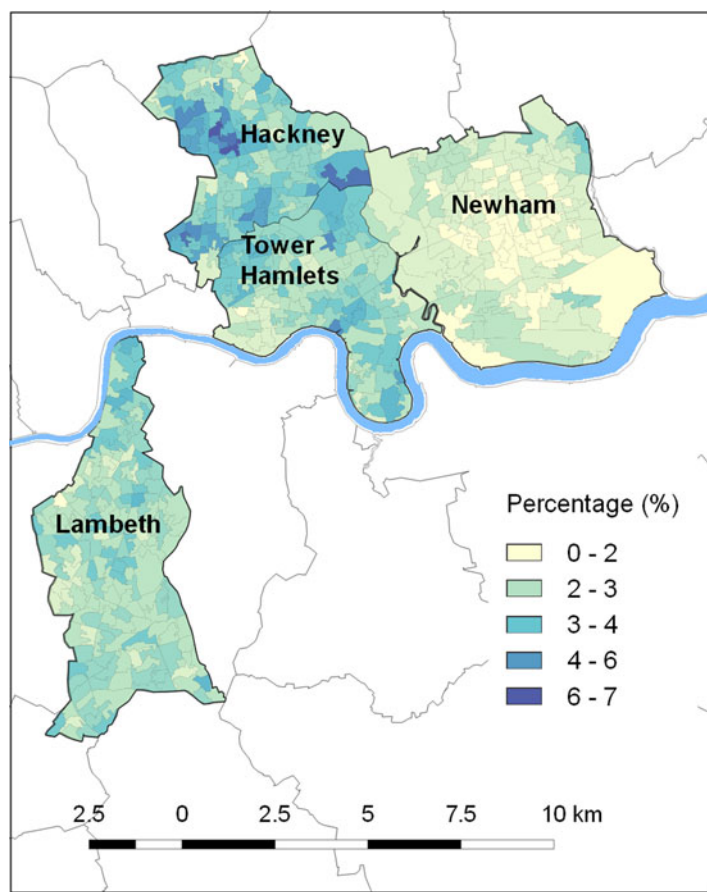 Hackney
Newham
Tower
Hamlets
Lambeth
Percentage (%)
0 - 2
2 - 3
3 - 4
4 - 6
6 - 7
2.5 0 2.5 5 7.5 10 km